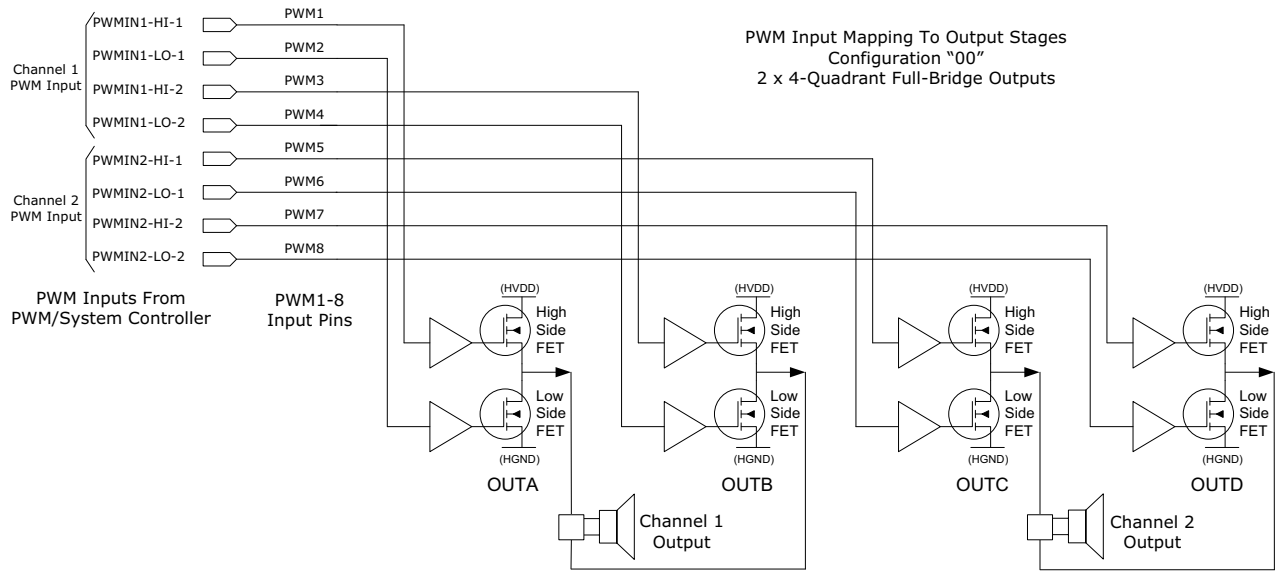 PWM Input Mapping To Output Stages
Configuration “00”
2 x 4-Quadrant Full-Bridge Outputs
Channel 1
PWM Input
PWMIN1-HI-1
PWM1
PWMIN1-LO-1
PWM2
PWMIN1-HI-2
PWM3
PWMIN1-LO-2
PWM4
Channel 2
PWM Input
PWMIN2-HI-1
PWM5
PWMIN2-LO-1
PWM6
PWMIN2-HI-2
PWM7
PWMIN2-LO-2
PWM8
PWM Inputs From
PWM/System Controller
PWM1-8
Input Pins
(HVDD)
High
Side
FET
Low
Side
FET
(HGND)
OUTA
(HVDD)
High
Side
FET
Low
Side
FET
(HGND)
OUTB
(HVDD)
High
Side
FET
Low
Side
FET
(HGND)
OUTC
(HVDD)
High
Side
FET
Low
Side
FET
(HGND)
OUTD
Channel 1
Output
Channel 2
Output